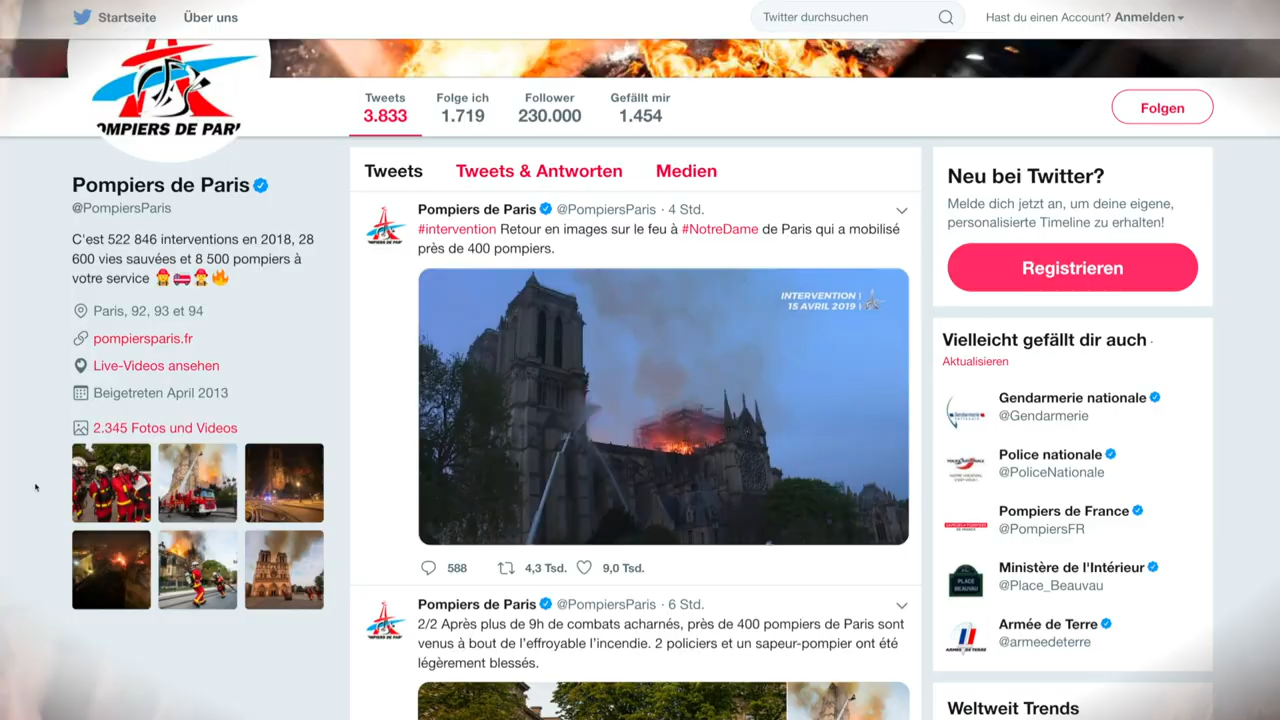 Startseite
Über uns
Twitter durchsuchen
Hast du einen Account? Anmelden
OMPIERS DE PAR
Tweets
3.833
Folge ich
1.719
Follower
230.000
Gefällt mir
1.454
Folgen
Pompiers de Paris
@PompiersParis
C'est 522 846 interventions en 2018, 28
600 vies sauvées et 8 500 pompiers à
votre service
Paris, 92, 93 et 94
pompiersparis.fr
Live-Videos ansehen
Beigetreten April 2013
2.345 Fotos und Videos
Tweets
Tweets & Antworten
Medien
Pompiers de Paris @PompiersParis · 4 Std.
#intervention Retour en images sur le feu à #NotreDame de Paris qui a mobilisé
près de 400 pompiers.
INTERVENTION |
15 AVRIL 2019 |
588
4,3 Tsd.
9,0 Tsd.
Pompiers de Paris @PompiersParis · 6 Std.
2/2 Après plus de 9h de combats acharnés, près de 400 pompiers de Paris sont
venus à bout de l'effroyable l'incendie. 2 policiers et un sapeur-pompier ont été
légèrement blessés.
Neu bei Twitter?
Melde dich jetzt an, um deine eigene,
personalisierte Timeline zu erhalten!
Registrieren
Vielleicht gefällt dir auch ·
Aktualisieren
Gendarmerie nationale
@Gendarmerie
Police nationale
@PoliceNationale
Pompiers de France
@PompiersFR
PLACE
BEAUVAU
Ministère de l'Intérieur
@Place_Beauvau
ARMÉE DE TERRE
Armée de Terre
@armeedeterre
Weltweit Trends